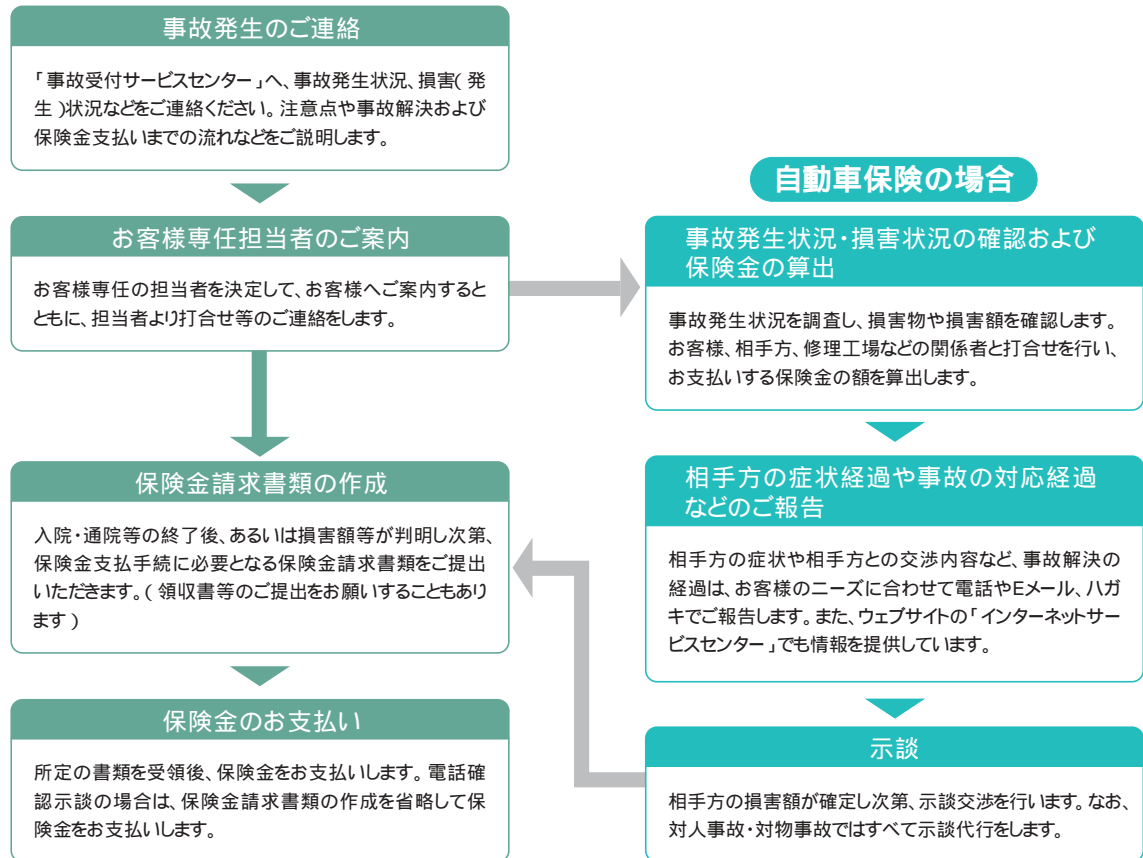 事故発生のご連絡
「事故受付サービスセンター」へ、事故発生状況、損害(発
生)状況などをご連絡ください。注意点や事故解決および
保険金支払いまでの流れなどをご説明します。
お客様専任担当者のご案内
お客様専任の担当者を決定して、お客様へご案内すると
ともに、担当者より打合せ等のご連絡をします。
自動車保険の場合
事故発生状況・損害状況の確認および
保険金の算出
事故発生状況を調査し、損害物や損害額を確認します。
お客様、相手方、修理工場などの関係者と打合せを行い、
お支払いする保険金の額を算出します。
相手方の症状経過や事故の対応経過
などのご報告
相手方の症状や相手方との交渉内容など、事故解決の
経過は、お客様のニーズに合わせて電話やEメール、ハガ
キでご報告します。また、ウェブサイトの「インターネットサー
ビスセンター」でも情報を提供しています。
示談
相手方の損害額が確定し次第、示談交渉を行います。なお、
対人事故・対物事故ではすべて示談代行をします。
保険金請求書類の作成
入院・通院等の終了後、あるいは損害額等が判明し次第、
保険金支払手続に必要となる保険金請求書類をご提出
いただきます。(領収書等のご提出をお願いすることもあり
ます)
保険金のお支払い
所定の書類を受領後、保険金をお支払いします。電話確
認示談の場合は、保険金請求書類の作成を省略して保
険金をお支払いします。